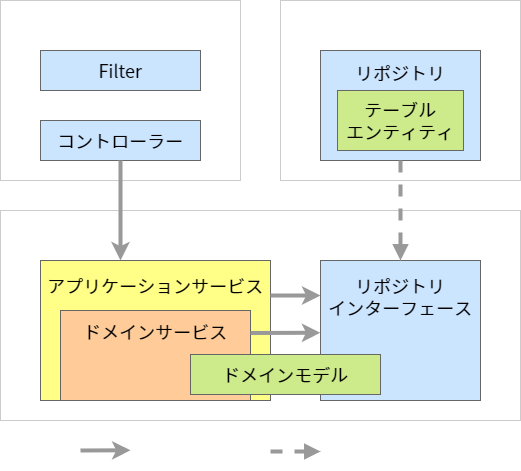 Filter
コントローラー
リポジトリ
テーブル
エンティティ
アプリケーションサービス
ドメインサービス
リポジトリ
インターフェース
ドメインモデル